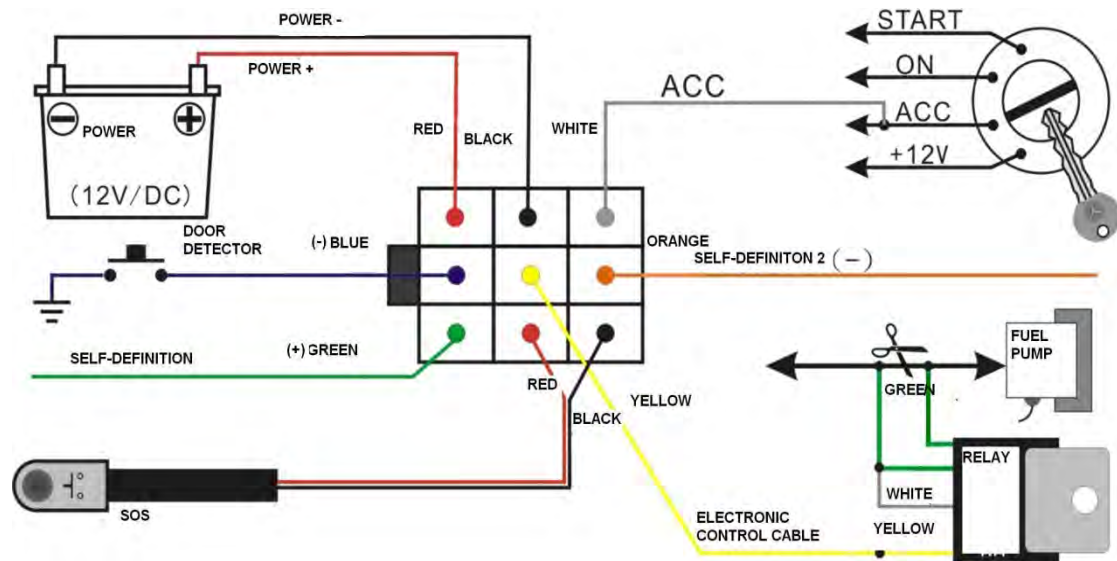 POWER -
POWER +
START
ON
ACC
+12V
ACC
RED
BLACK
WHITE
POWER
(12V/DC)
DOOR
DETECTOR
(-) BLUE
ORANGE
SELF-DEFINITON 2 (-)
SELF-DEFINITION
(+) GREEN
RED
BLACK
YELLOW
FUEL
PUMP
GREEN
RELAY
WHITE
YELLOW
ELECTRONIC
CONTROL CABLE
SOS